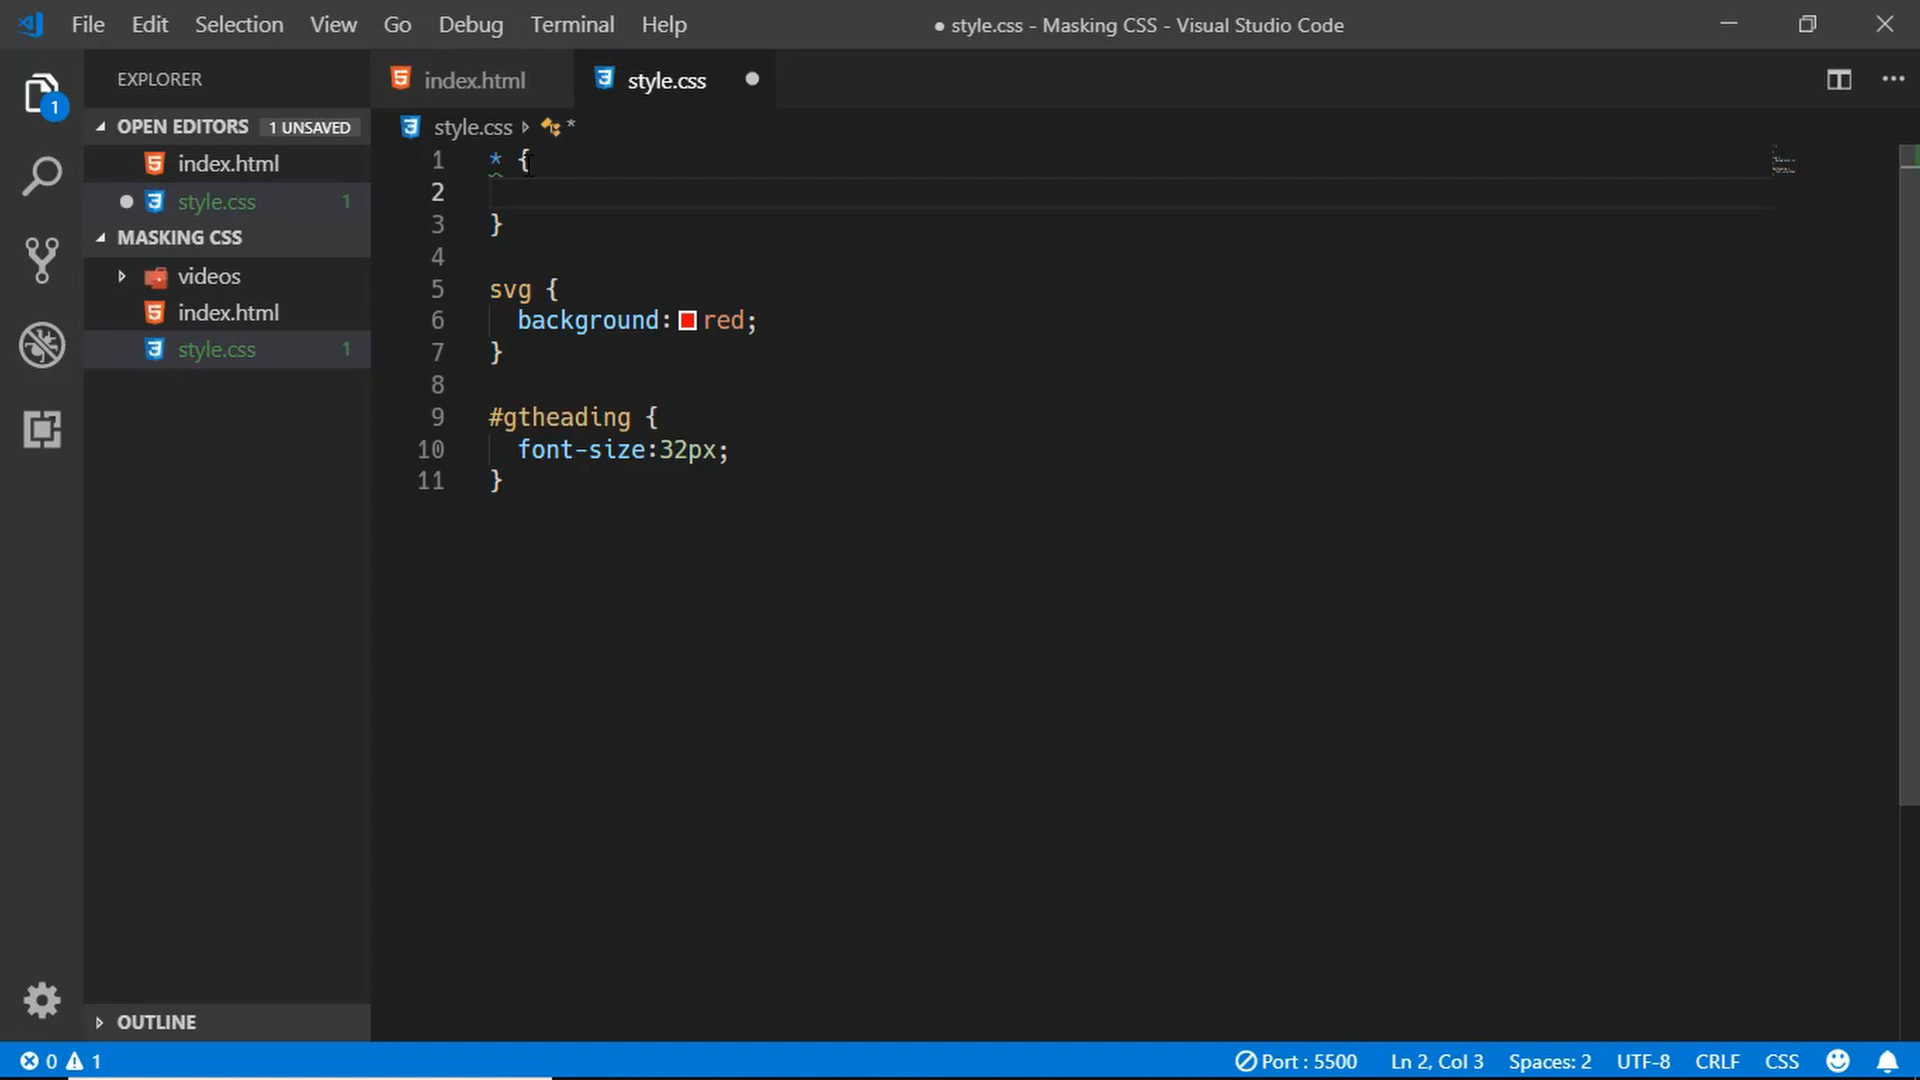 File Edit Selection View Go Debug Terminal Help
● style.css - Masking CSS - Visual Studio Code
EXPLORER
OPEN EDITORS 1 UNSAVED
index.html
style.css 1
MASKING CSS
videos
index.html
style.css 1
OUTLINE
index.html
style.css
style.css *
1 * {
2
3 }
4
5 svg {
6 background: red;
7 }
8
9 #gtheading {
10 font-size:32px;
11 }
1
0 1
Port : 5500 Ln 2, Col 3 Spaces: 2 UTF-8 CRLF CSS